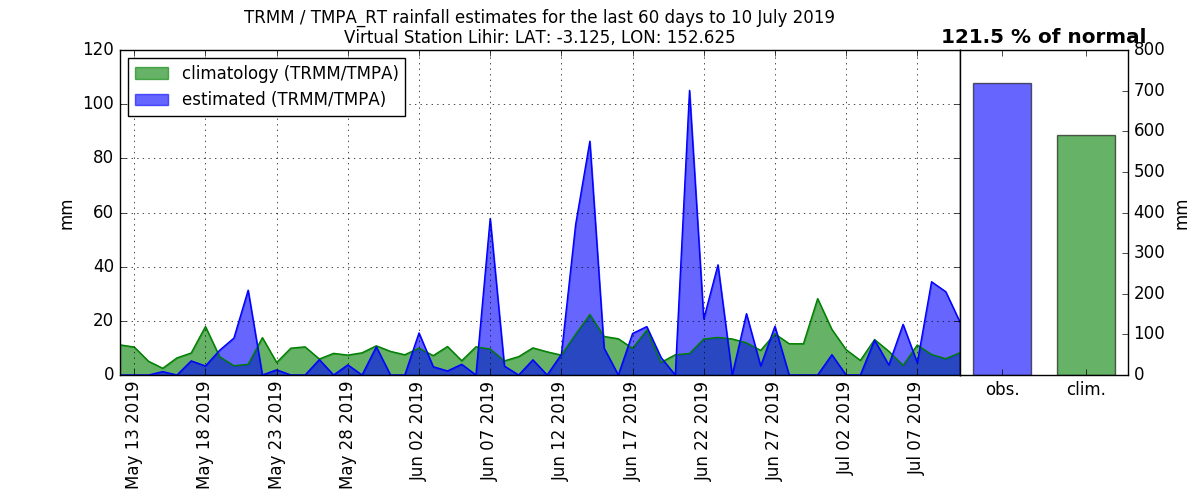 TRMM / TMPA_RT rainfall estimates for the last 60 days to 10 July 2019
Virtual Station Lihir: LAT: -3.125, LON: 152.625
121.5 % of normal
climatology (TRMM/TMPA)
estimated (TRMM/TMPA)
mm
120
100
80
60
40
20
0
May 13 2019
May 18 2019
May 23 2019
May 28 2019
Jun 02 2019
Jun 07 2019
Jun 12 2019
Jun 17 2019
Jun 22 2019
Jun 27 2019
Jul 02 2019
Jul 07 2019
obs.
clim.
800
700
600
500
400
300
200
100
0
mm